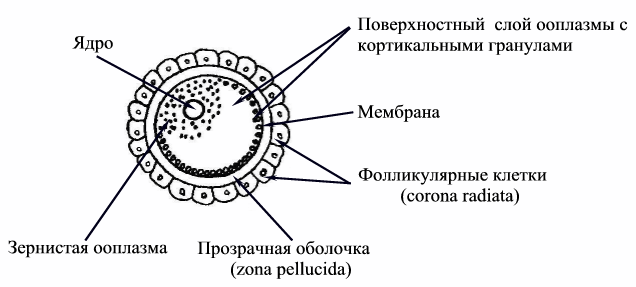 Ядро
Поверхностный слой ооплазмы с
кортикальными гранулами
Мембрана
Фолликулярные клетки
(corona radiata)
Зернистая ооплазма
Прозрачная оболочка
(zona pellucida)